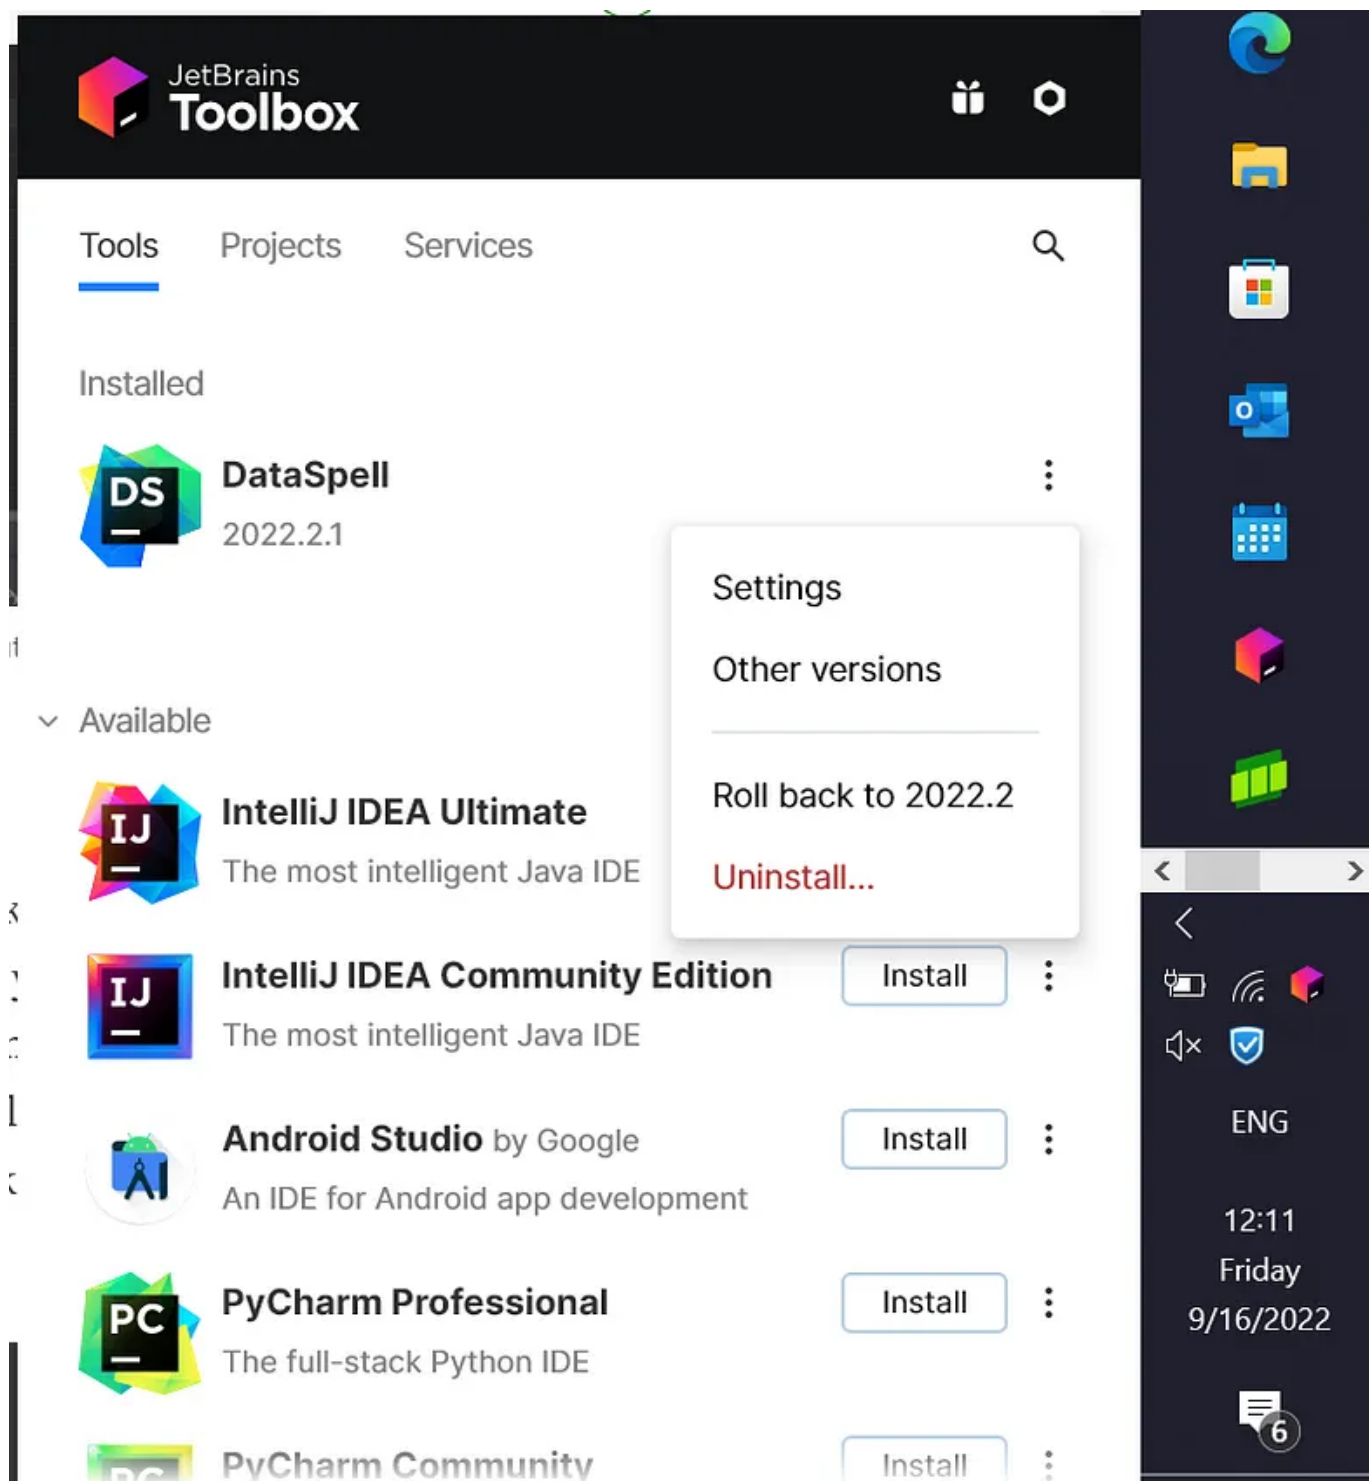 JetBrains
Toolbox
Tools Projects Services
Installed
DS
DataSpell
2022.2.1
Settings
Other versions
Roll back to 2022.2
Uninstall...
Available
IJ
IntelliJ IDEA Ultimate
The most intelligent Java IDE
IJ
IntelliJ IDEA Community Edition Install
The most intelligent Java IDE
Android Studio by Google Install
An IDE for Android app development
PC
PyCharm Professional Install
The full-stack Python IDE
PC
PyCharm Community Install
O
ENG
12:11
Friday
9/16/2022
6